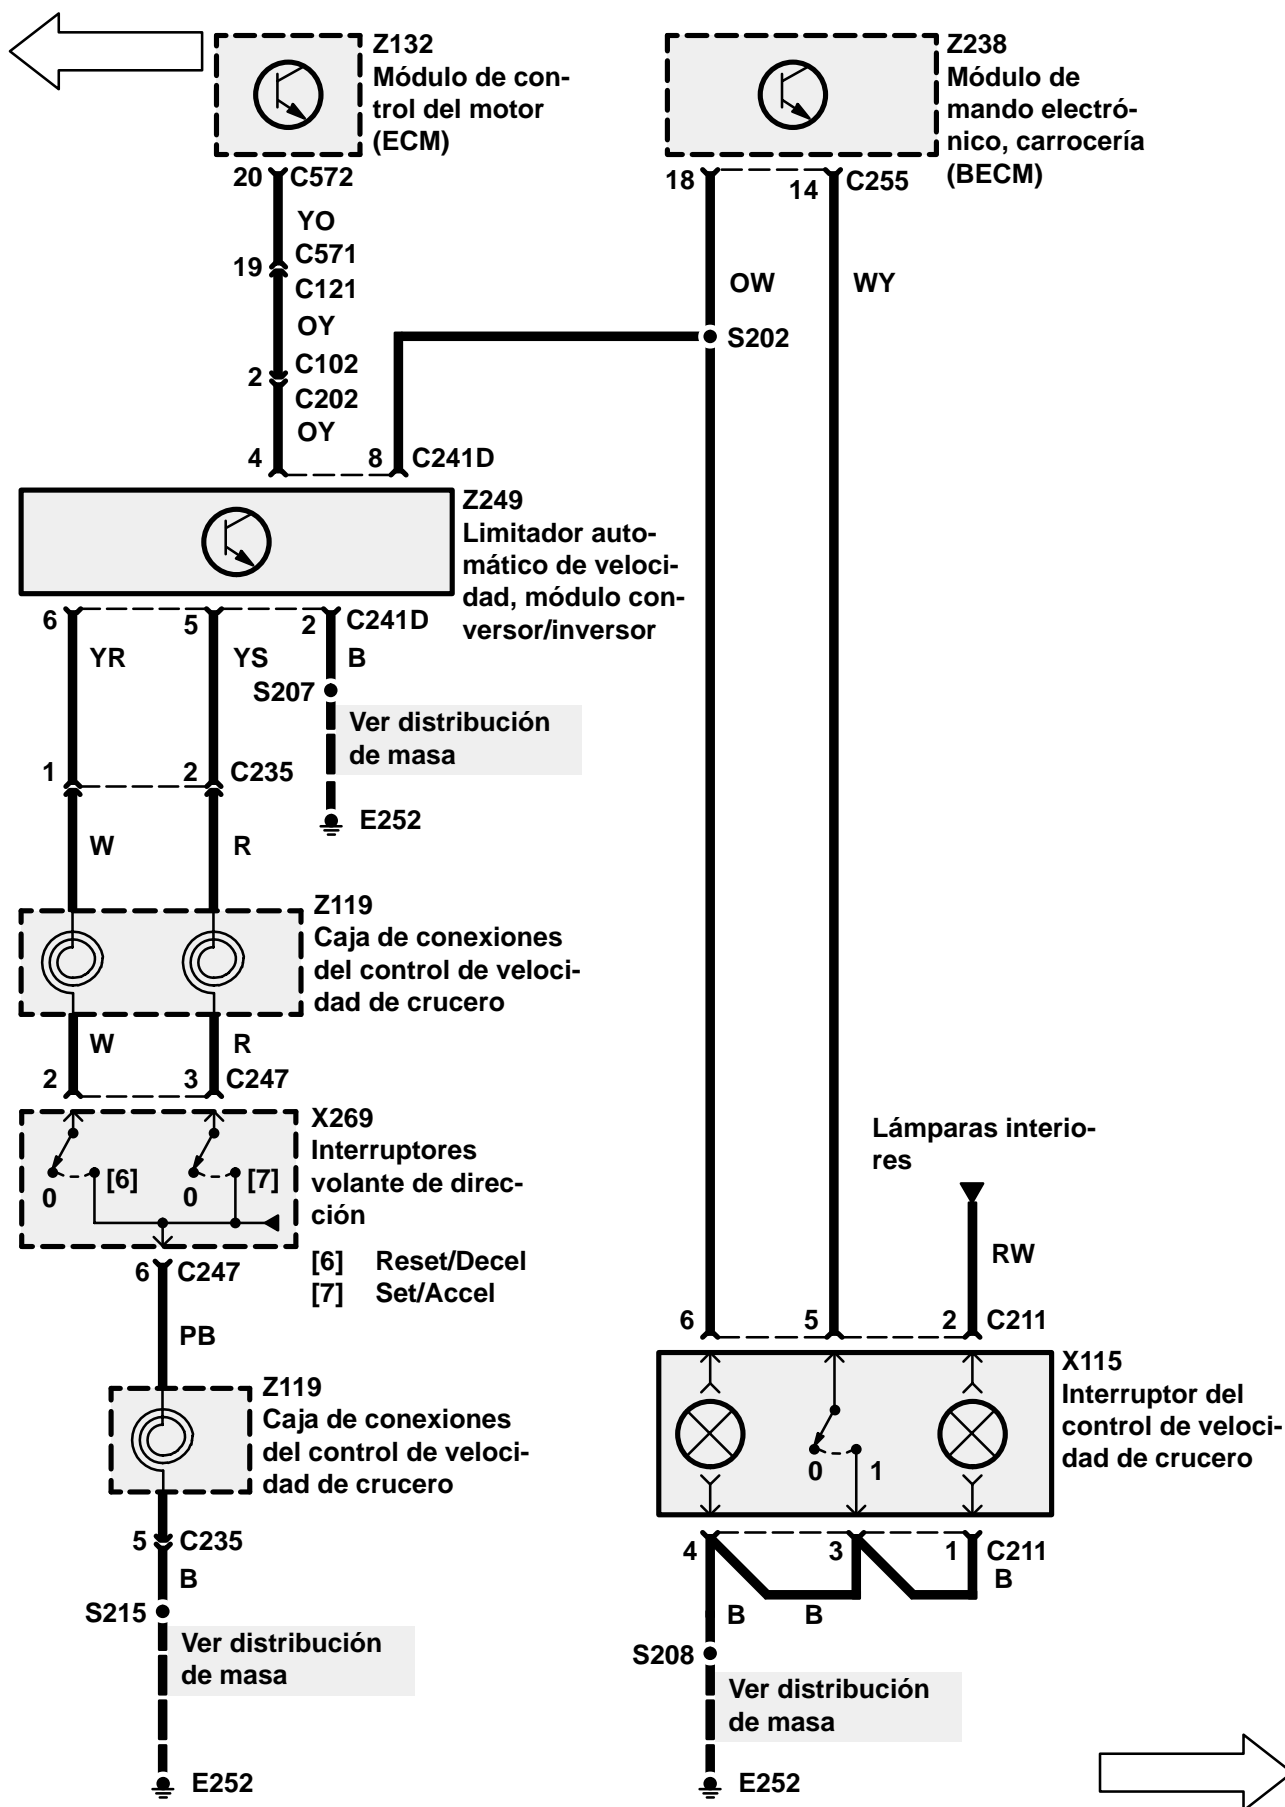 Z132
Módulo de con-
trol del motor
(ECM)
Z238
Módulo de
mando electró-
nico, carrocería
(BECM)
20 C572
18 14 C255
YO
19 C571
C121
OY
2 C102
C202
OY
OW WY
S202
4 8 C241D
Z249
Limitador auto-
mático de veloci-
dad, módulo con-
versor/inversor
6 5 2 C241D
YR YS B
S207
Ver distribución
de masa
1 2 C235
E252
W R
Z119
Caja de conexiones
del control de veloci-
dad de crucero
W R
2 3 C247
X269
Interruptores
volante de direc-
ción
[6] [7]
0 0
[6] Reset/Decel
[7] Set/Accel
6 C247
PB
Lámparas interio-
res
RW
6 5 2 C211
X115
Interruptor del
control de veloci-
dad de crucero
0 1
Z119
Caja de conexiones
del control de veloci-
dad de crucero
5 C235
B
S215
Ver distribución
de masa
E252
4 3 1 C211
B B B
S208
Ver distribución
de masa
E252